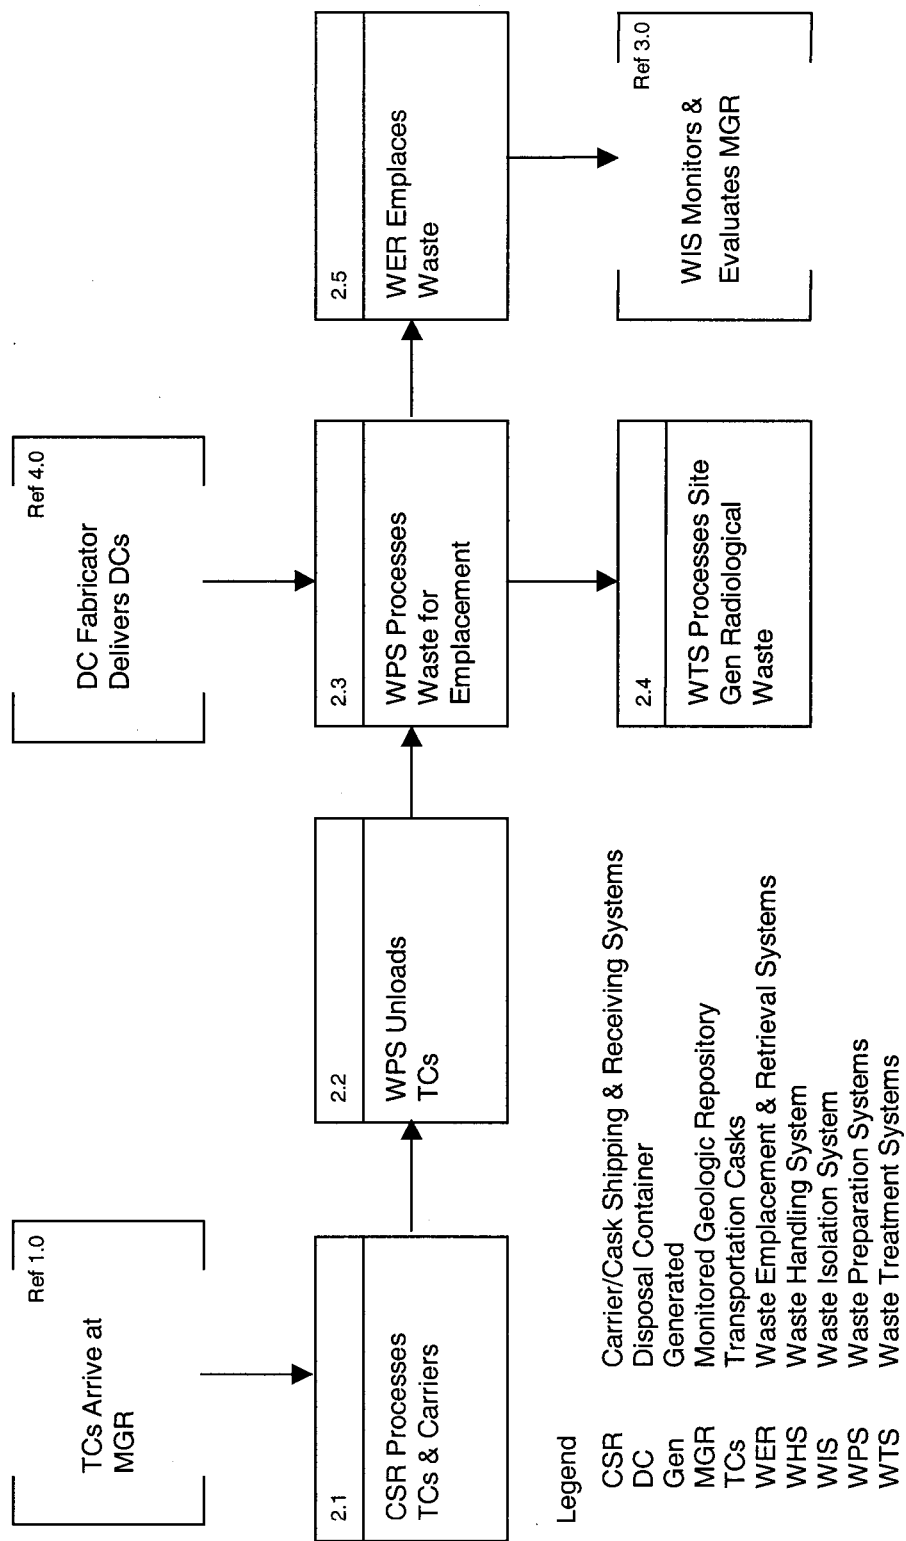 Ref 1.0
TCs Arrive at
MGR
Ref 4.0
DC Fabricator
Delivers DCs
2.1
CSR Processes
TCs & Carriers
2.2
WPS Unloads
TCs
2.3
WPS Processes
Waste for
Emplacement
2.5
WER Emplaces
Waste
2.4
WTS Processes Site
Gen Radiological
Waste
Ref 3.0
WIS Monitors &
Evaluates MGR
Legend
CSR Carrier/Cask Shipping & Receiving Systems
DC Disposal Container
Gen Generated
MGR Monitored Geologic Repository
TCs Transportation Casks
WER Waste Emplacement & Retrieval Systems
WHS Waste Handling System
WIS Waste Isolation System
WPS Waste Preparation Systems
WTS Waste Treatment Systems